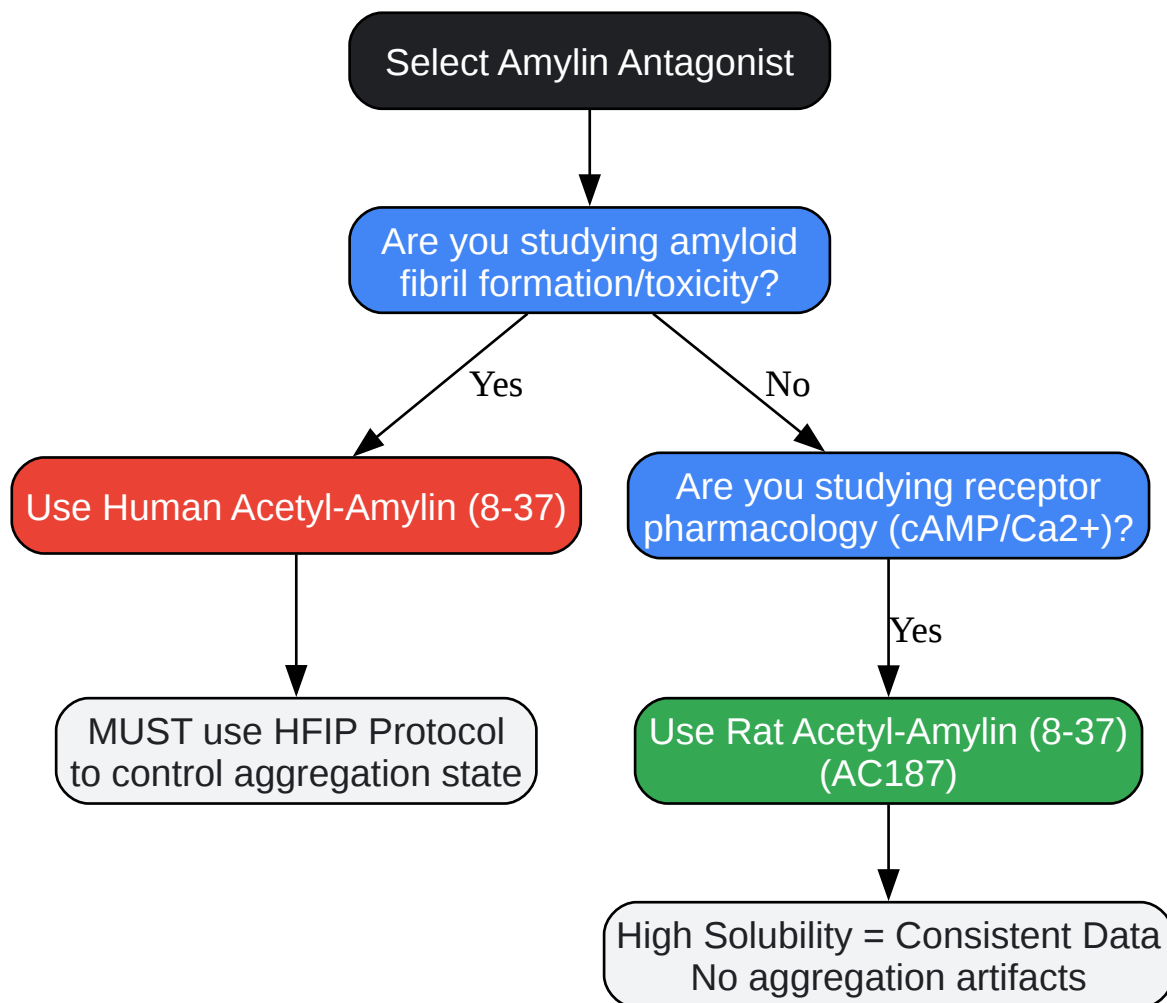 Select Amylin Antagonist
Are you studying amyloid
fibril formation/toxicity?
Yes
No
Use Human Acetyl-Amylin (8-37)
Are you studying receptor
pharmacology (cAMP/Ca2+)?
Yes
MUST use HFIP Protocol
to control aggregation state
Use Rat Acetyl-Amylin (8-37)
(AC187)
High Solubility = Consistent Data
No aggregation artifacts